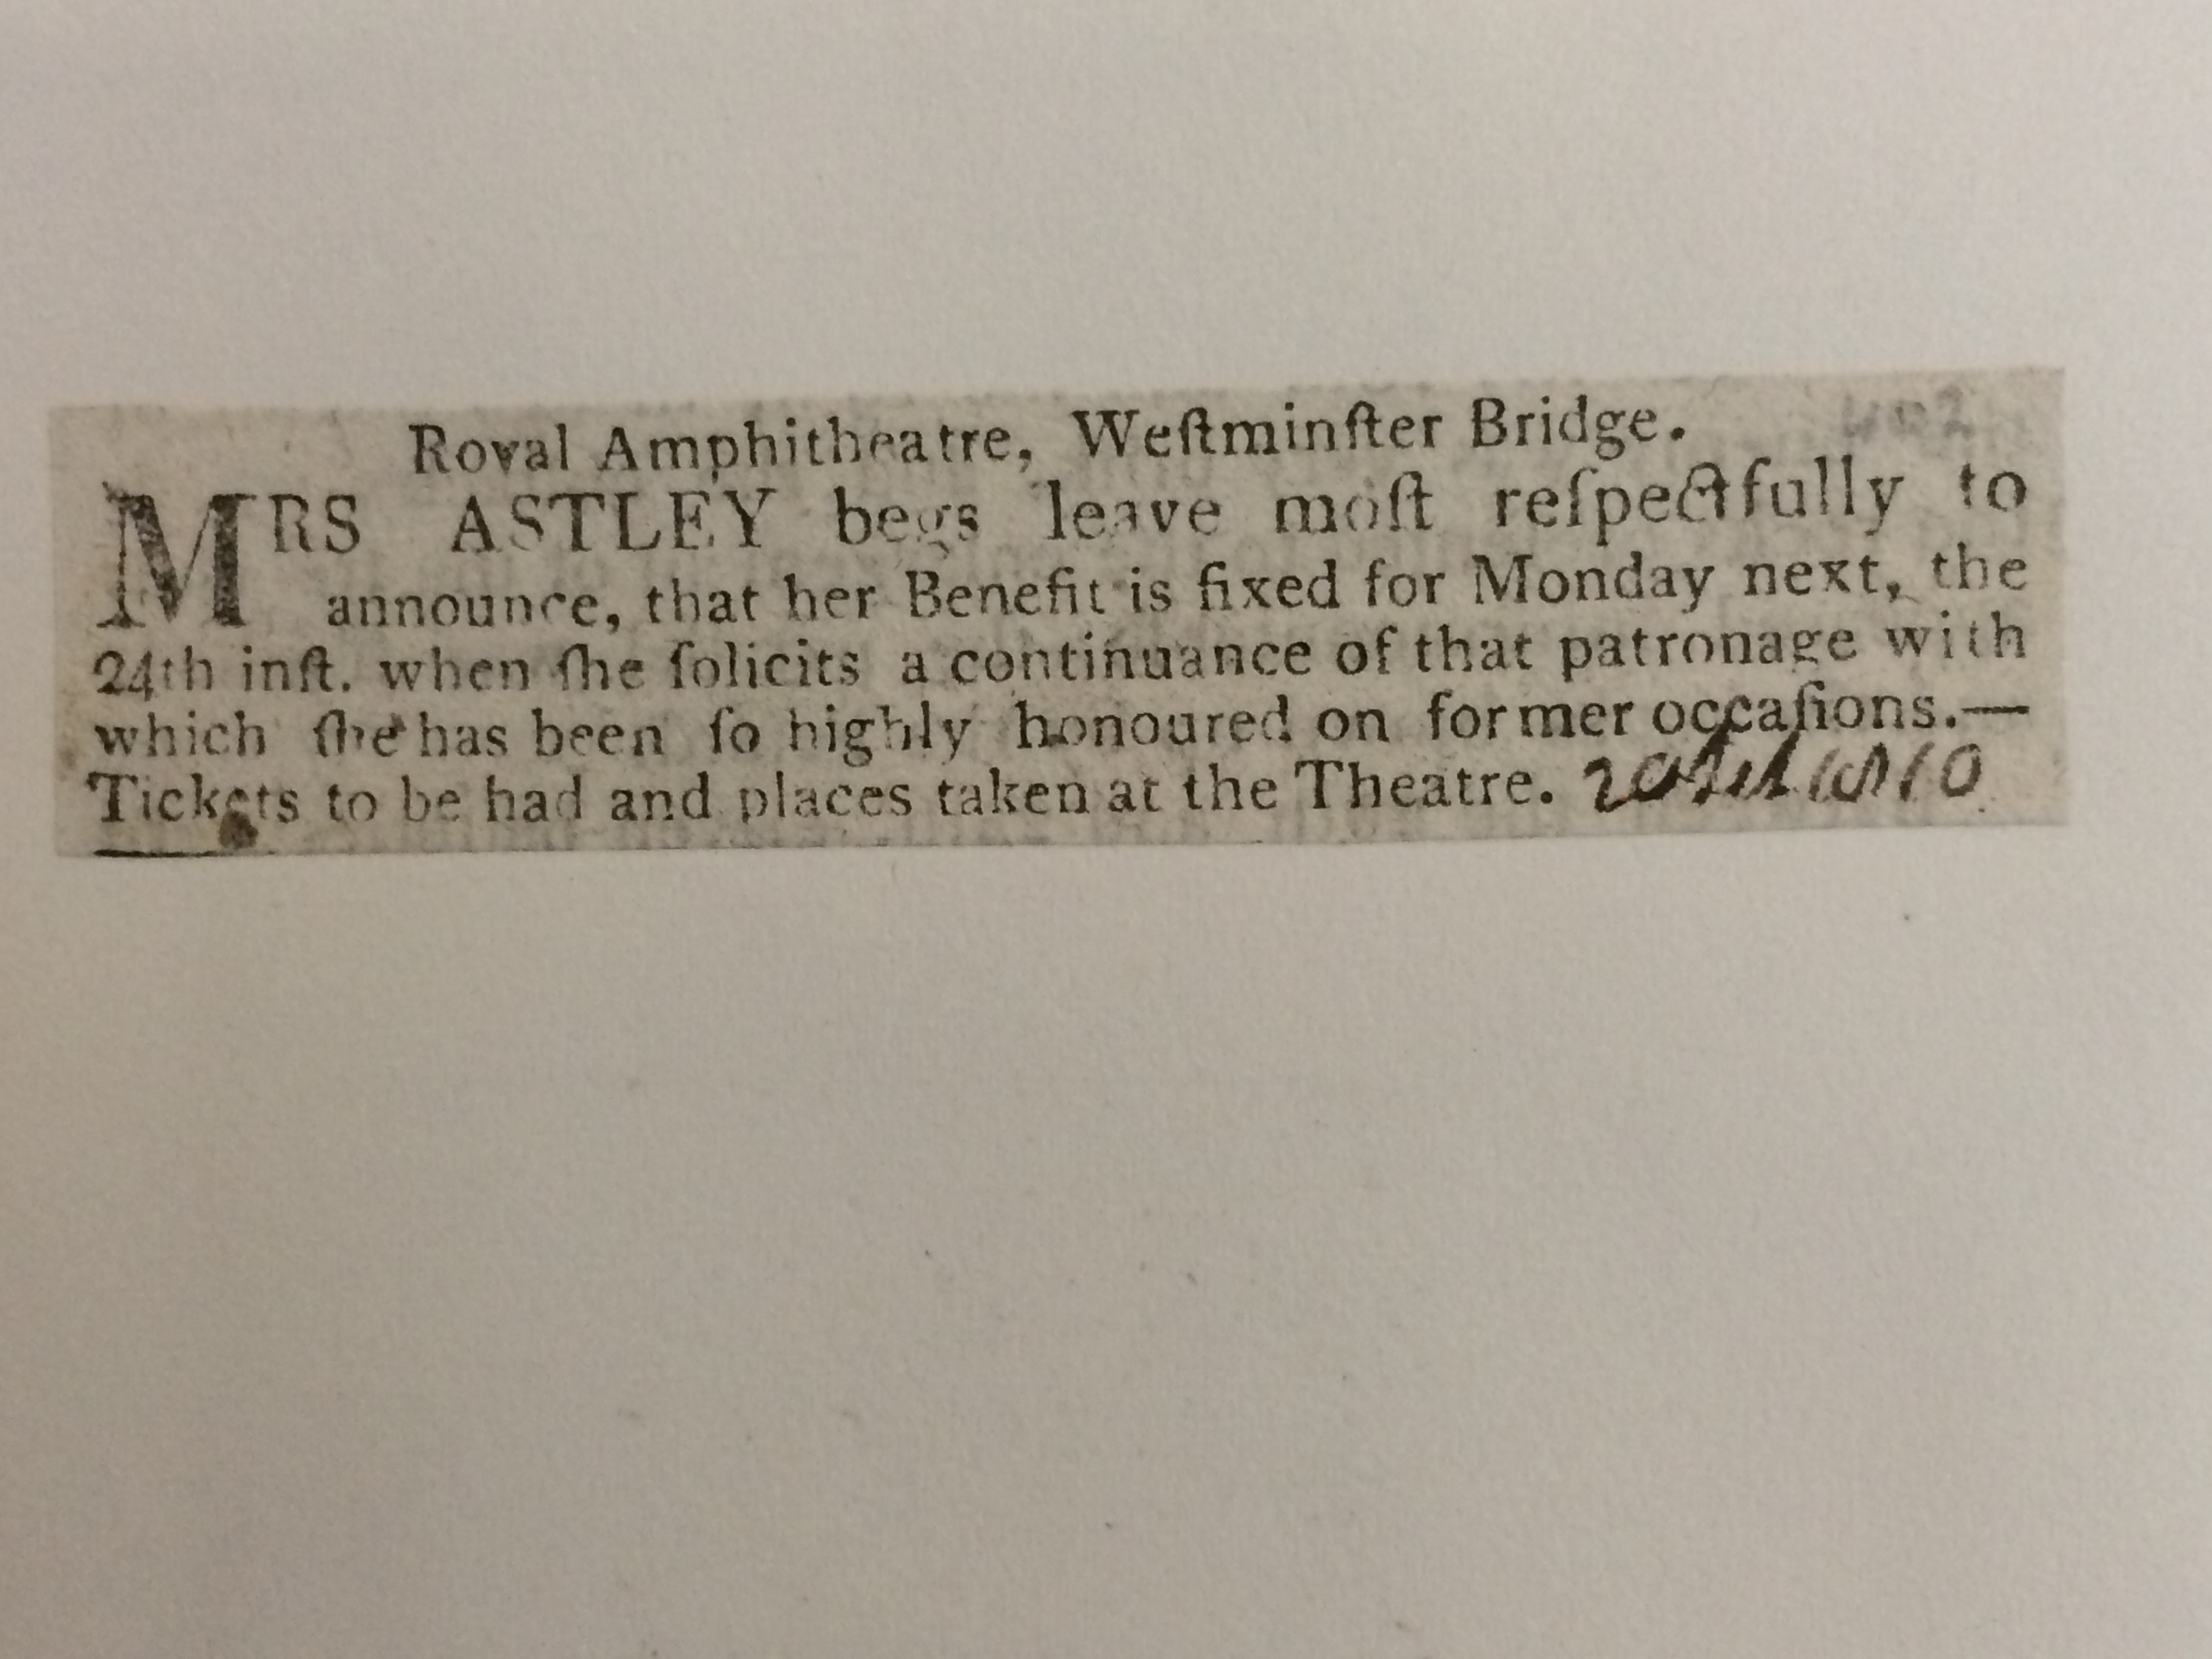 Royal Amphitheatre, Weſtminſter Bridge.
MRS ASTLEY begs leave moſt reſpectfully to
announce, that her Benefit is fixed for Monday next, the
24th inſt. when ſhe ſolicits a continuance of that patronage with
which ſhe has been ſo highly honoured on former occaſions.—
Tickets to be had and places taken at the Theatre.